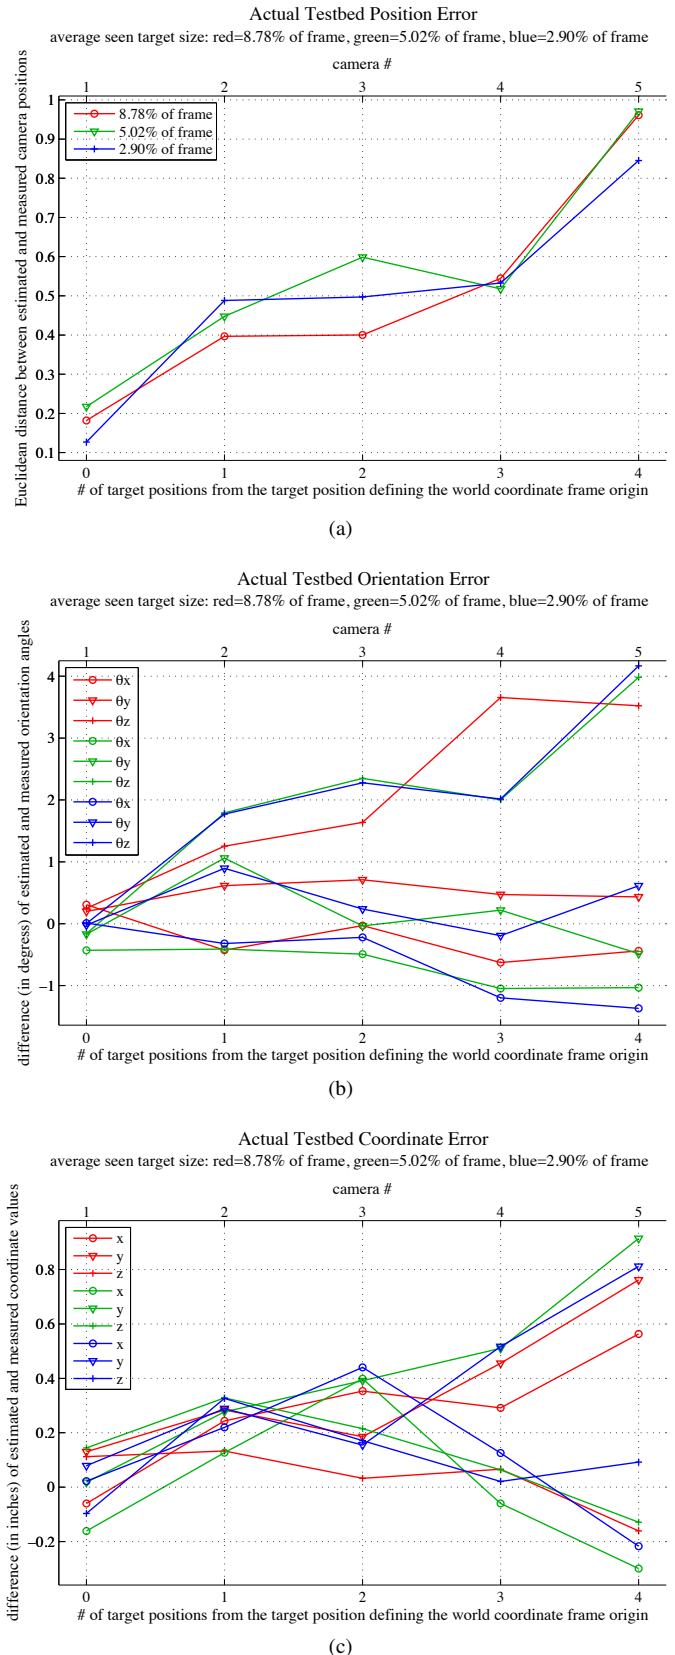 Actual Testbed Position Error
average seen target size: red=8.78% of frame, green=5.02% of frame, blue=2.90% of frame
camera #
1 2 3 4 5
Euclidean distance between estimated and measured camera positions
1
0.9
0.8
0.7
0.6
0.5
0.4
0.3
0.2
0.1
8.78% of frame
5.02% of frame
2.90% of frame
0 1 2 3 4
# of target positions from the target position defining the world coordinate frame origin
(a)
Actual Testbed Orientation Error
average seen target size: red=8.78% of frame, green=5.02% of frame, blue=2.90% of frame
camera #
1 2 3 4 5
difference (in degress) of estimated and measured orientation angles
4
3
2
1
0
−1
θx
θy
θz
θx
θy
θz
θx
θy
θz
0 1 2 3 4
# of target positions from the target position defining the world coordinate frame origin
(b)
Actual Testbed Coordinate Error
average seen target size: red=8.78% of frame, green=5.02% of frame, blue=2.90% of frame
camera #
1 2 3 4 5
difference (in inches) of estimated and measured coordinate values
0.8
0.6
0.4
0.2
0
−0.2
x
y
z
x
y
z
x
y
z
0 1 2 3 4
# of target positions from the target position defining the world coordinate frame origin
(c)